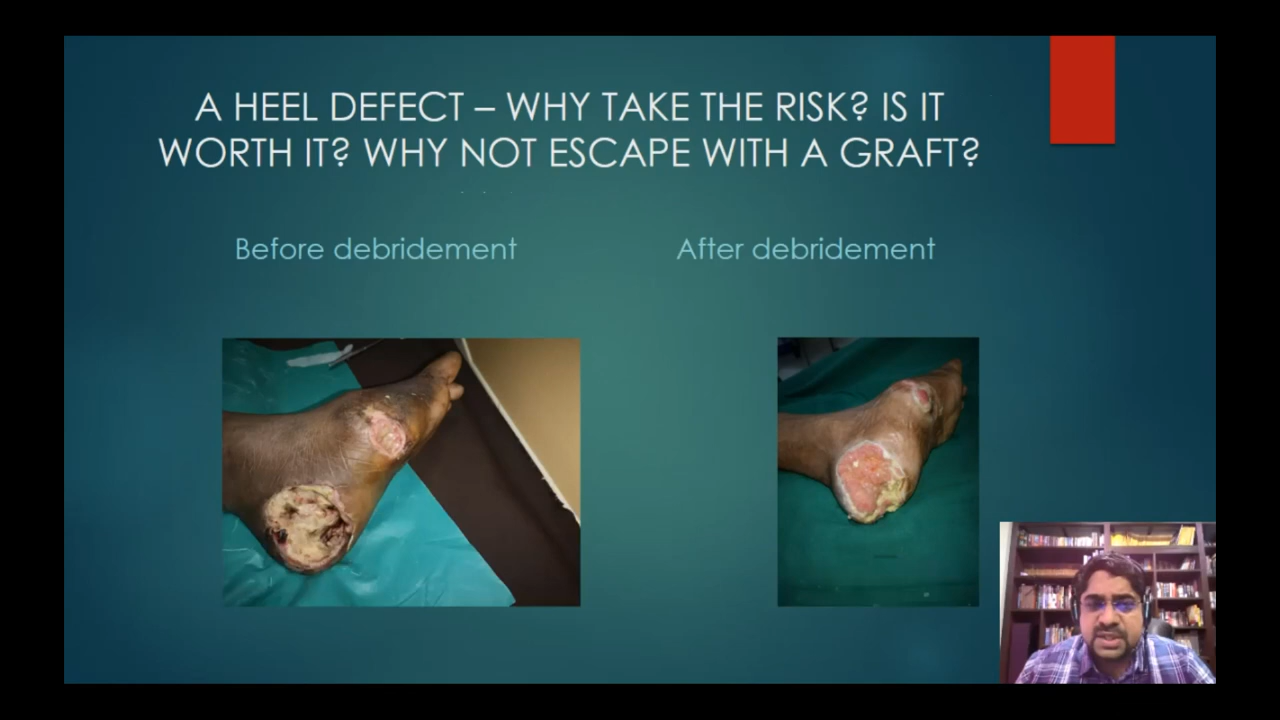 A HEEL DEFECT – WHY TAKE THE RISK? IS IT
WORTH IT? WHY NOT ESCAPE WITH A GRAFT?
Before debridement
After debridement